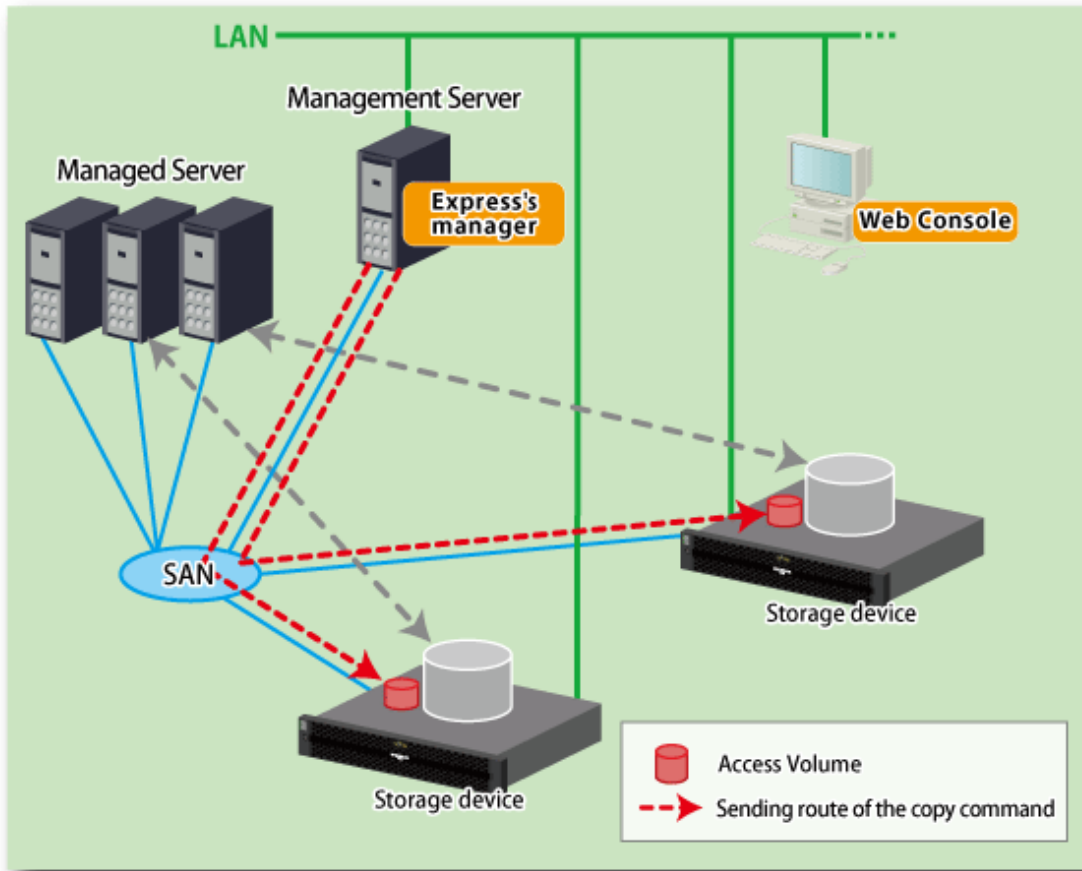 LAN
Management Server
Managed Server
Express's
manager
Web Console
SAN
Storage device
Storage device
Access Volume
Sending route of the copy command